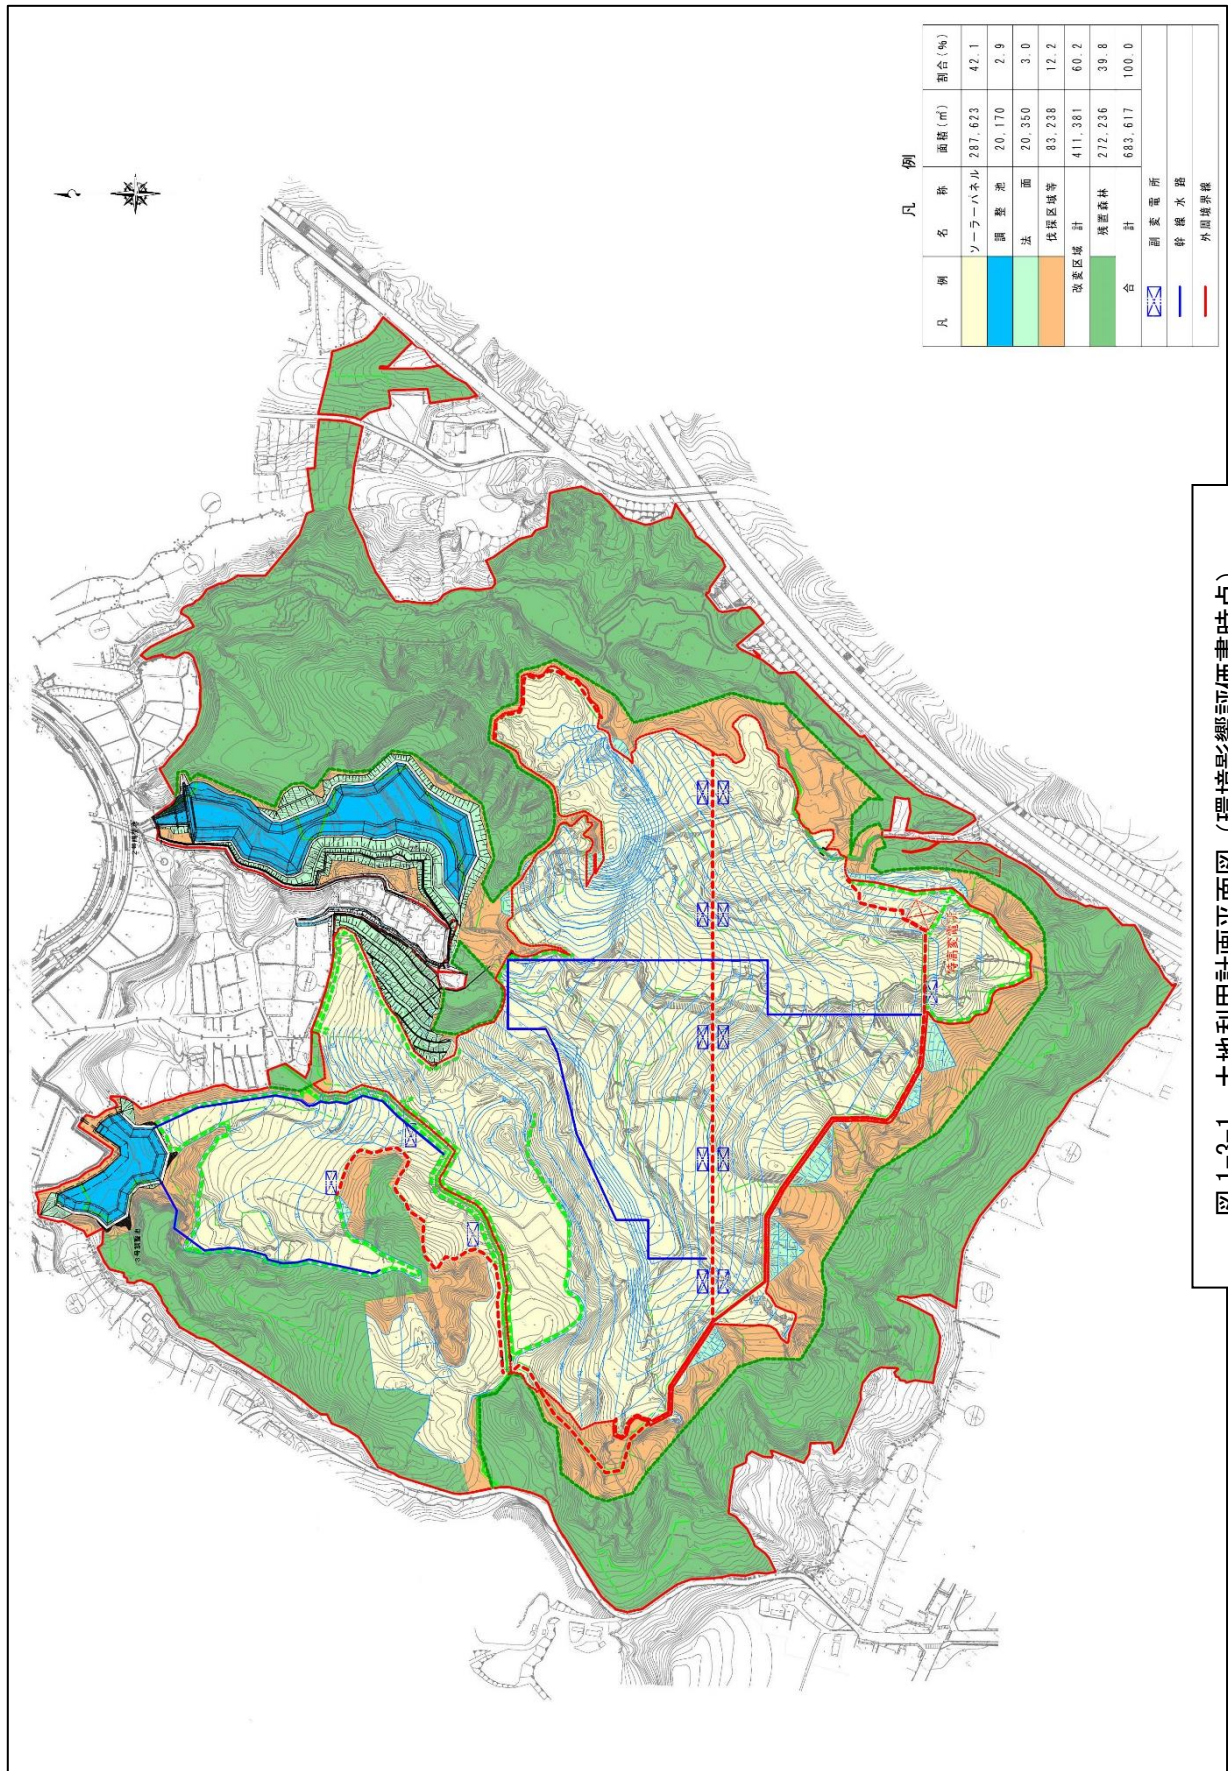 凡 例
凡 例 名 称 面積(㎡) 割合(%)
ソーラーパネル 287,623 42.1
調 整 池 20,170 2.9
法 面 20,350 3.0
伐採区域等 83,238 12.2
改変区域 計 411,381 60.2
残置森林 272,236 39.8
合 計 683,617 100.0
副 変 電 所
幹 線 水 路
外周境界線
特高変電所
図 1-2-1 土地利用計画平面図(環境影響評価書時点)